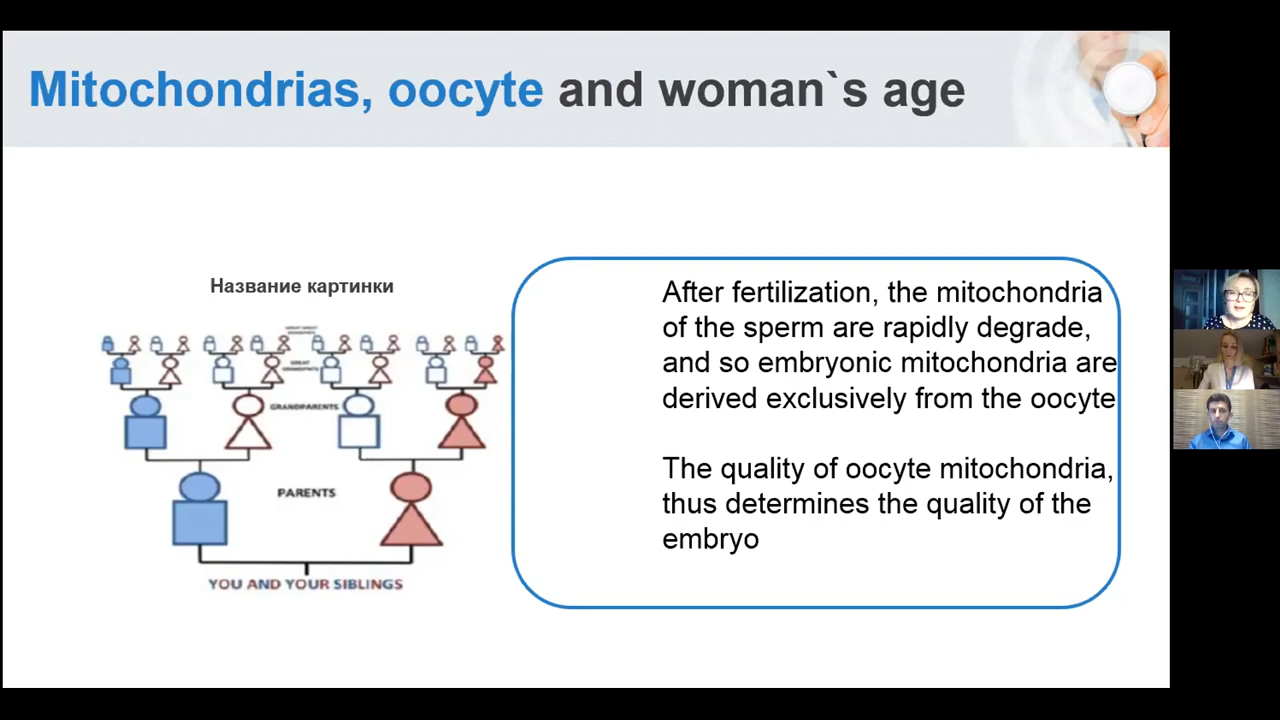 Mitochondrias, oocyte and woman`s age
Название картинки
GRANDPARENTS
PARENTS
YOU AND YOUR SIBLINGS
After fertilization, the mitochondria
of the sperm are rapidly degrade,
and so embryonic mitochondria are
derived exclusively from the oocyte
The quality of oocyte mitochondria,
thus determines the quality of the
embryo